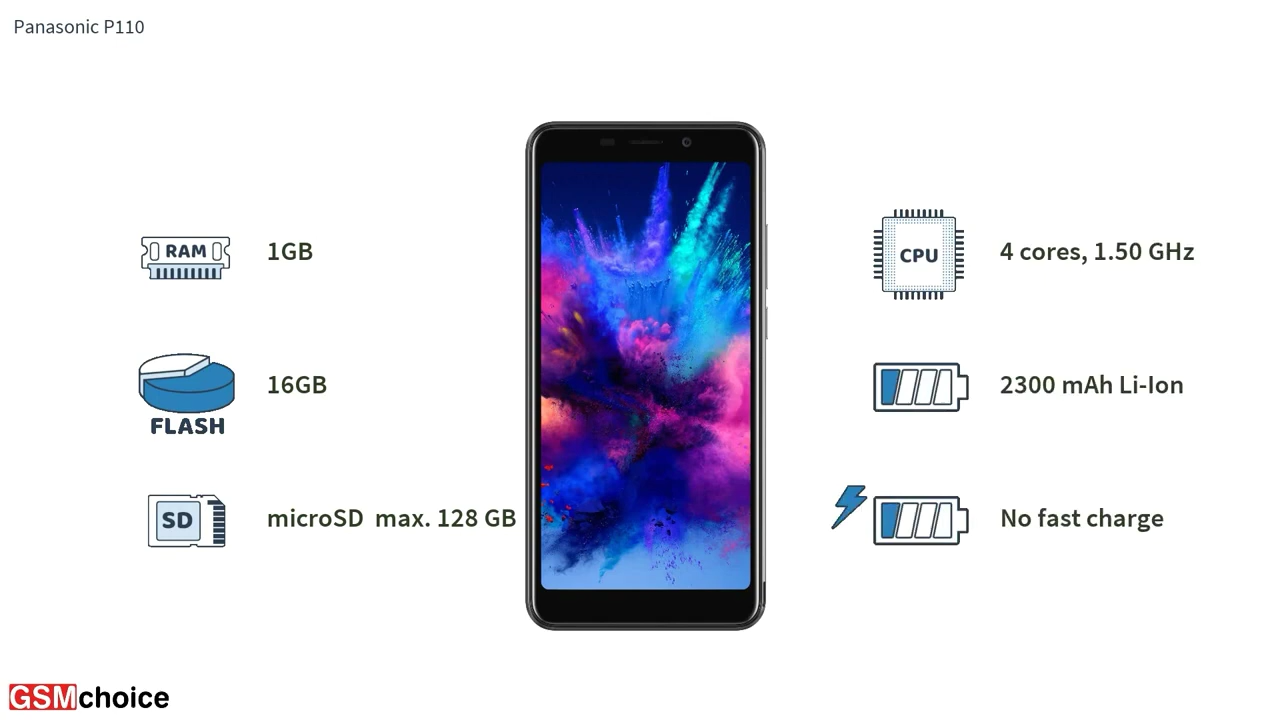 Panasonic P110
RAM
1GB
FLASH
16GB
SD
microSD max. 128 GB
CPU
4 cores, 1.50 GHz
2300 mAh Li-Ion
No fast charge
GSMchoice